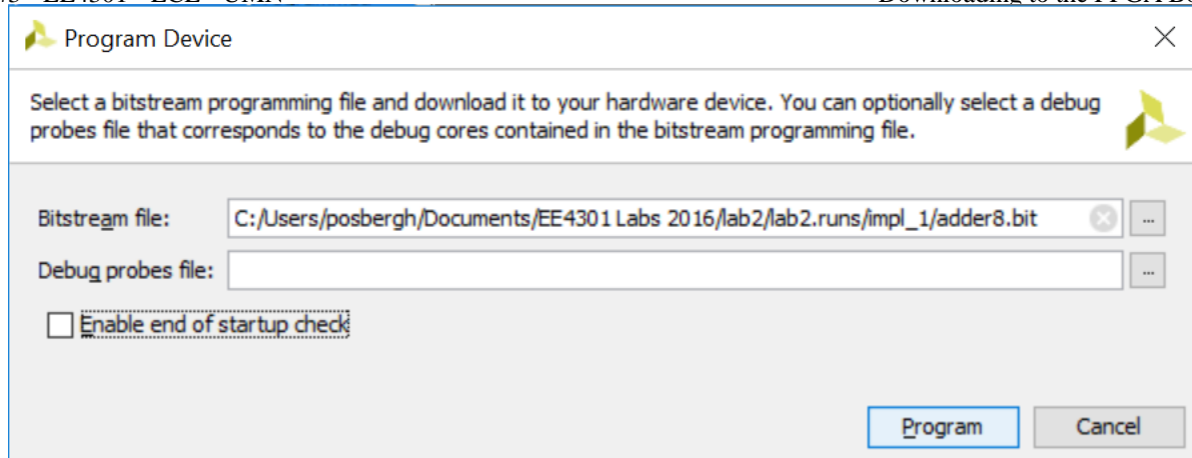 Program Device
Select a bitstream programming file and download it to your hardware device. You can optionally select a debug
probes file that corresponds to the debug cores contained in the bitstream programming file.
Bitstream file: C:/Users/posbergh/Documents/EE4301 Labs 2016/lab2/lab2.runs/impl_1/adder8.bit ...
Debug probes file: ...
Enable end of startup check
Program Cancel